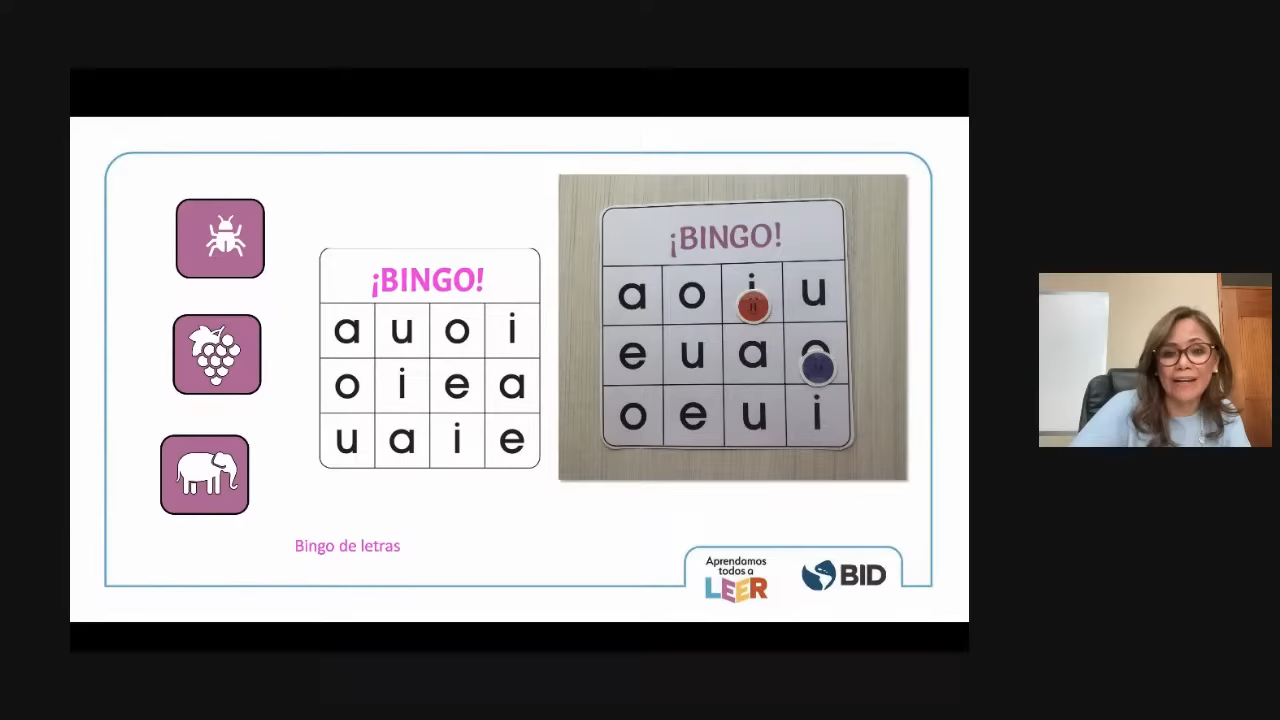 ¡BINGO!
a u o i
o i e a
u a i e
¡BINGO!
a o i u
e u a
o e u i
Bingo de letras
Aprendamos
todos a
LEER
BID